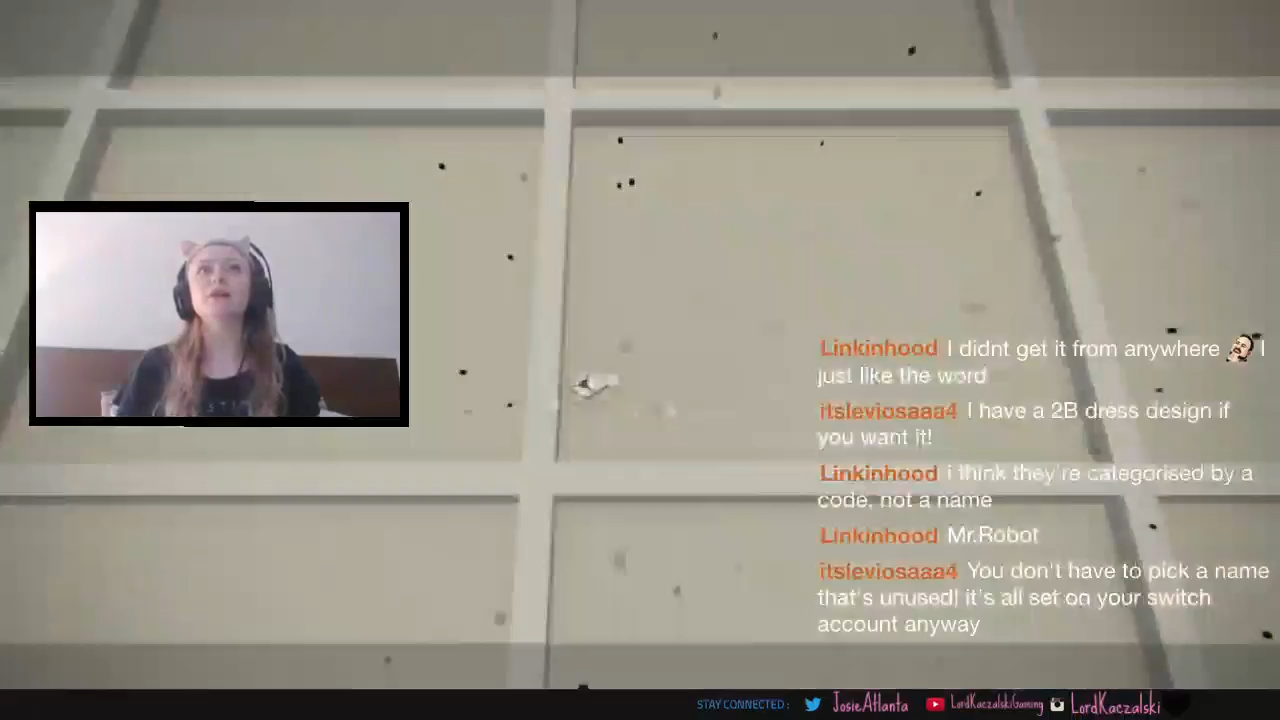 Linkinhood I didnt get it from anywhere I
just like the word
itsleviosaaa4 I have a 2B dress design if
you want it!
Linkinhood i think they're categorised by a
code, not a name
Linkinhood Mr.Robot
itsleviosaaa4 You don't have to pick a name
that's unused| it's all set on your switch
account anyway
STAY CONNECTED : JosieAtlanta LordKaczalskiGaming LordKaczalski